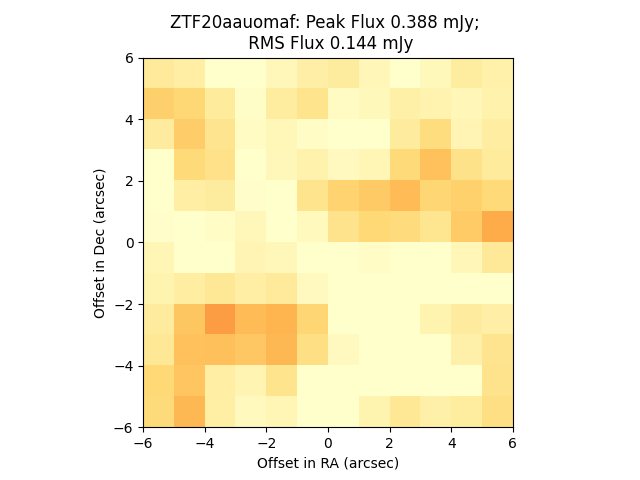 ZTF20aauomaf: Peak Flux 0.388 mJy;
RMS Flux 0.144 mJy
6
4
2
0
−2
−4
−6
Offset in Dec (arcsec)
−6 −4 −2 0 2 4 6
Offset in RA (arcsec)